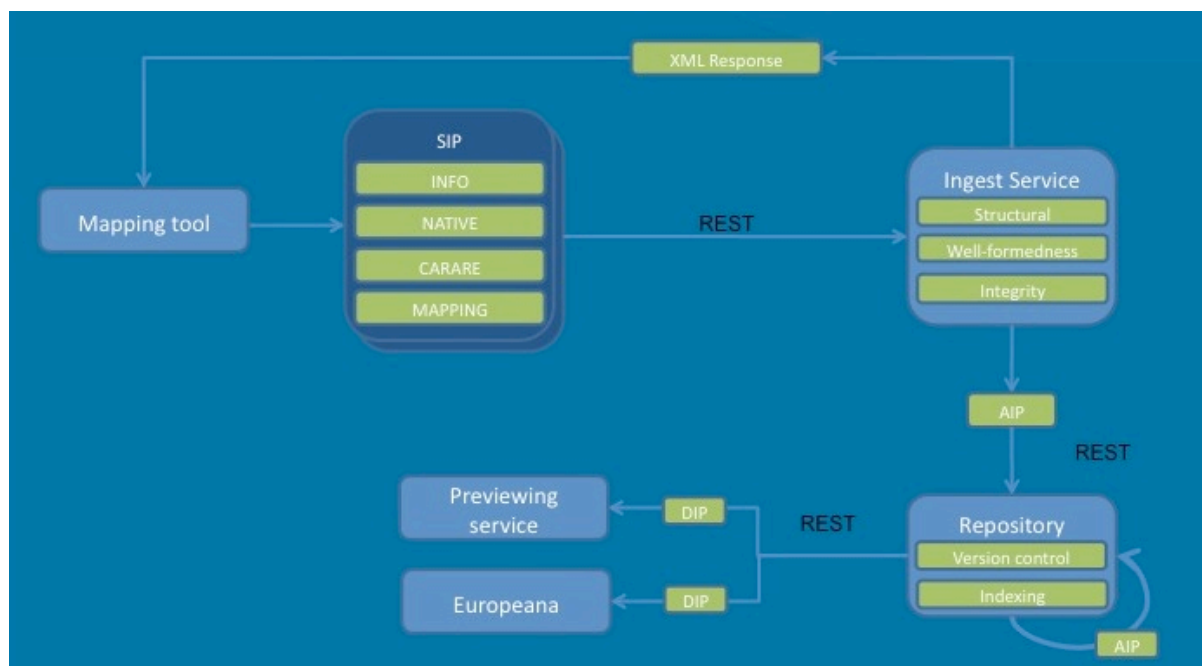 XML Response
SIP
INFO
NATIVE
CARARE
MAPPING
Mapping tool
REST
Ingest Service
Structural
Well-formedness
Integrity
AIP
REST
Previewing
service
DIP
REST
Repository
Version control
Indexing
Europeana
DIP
AIP